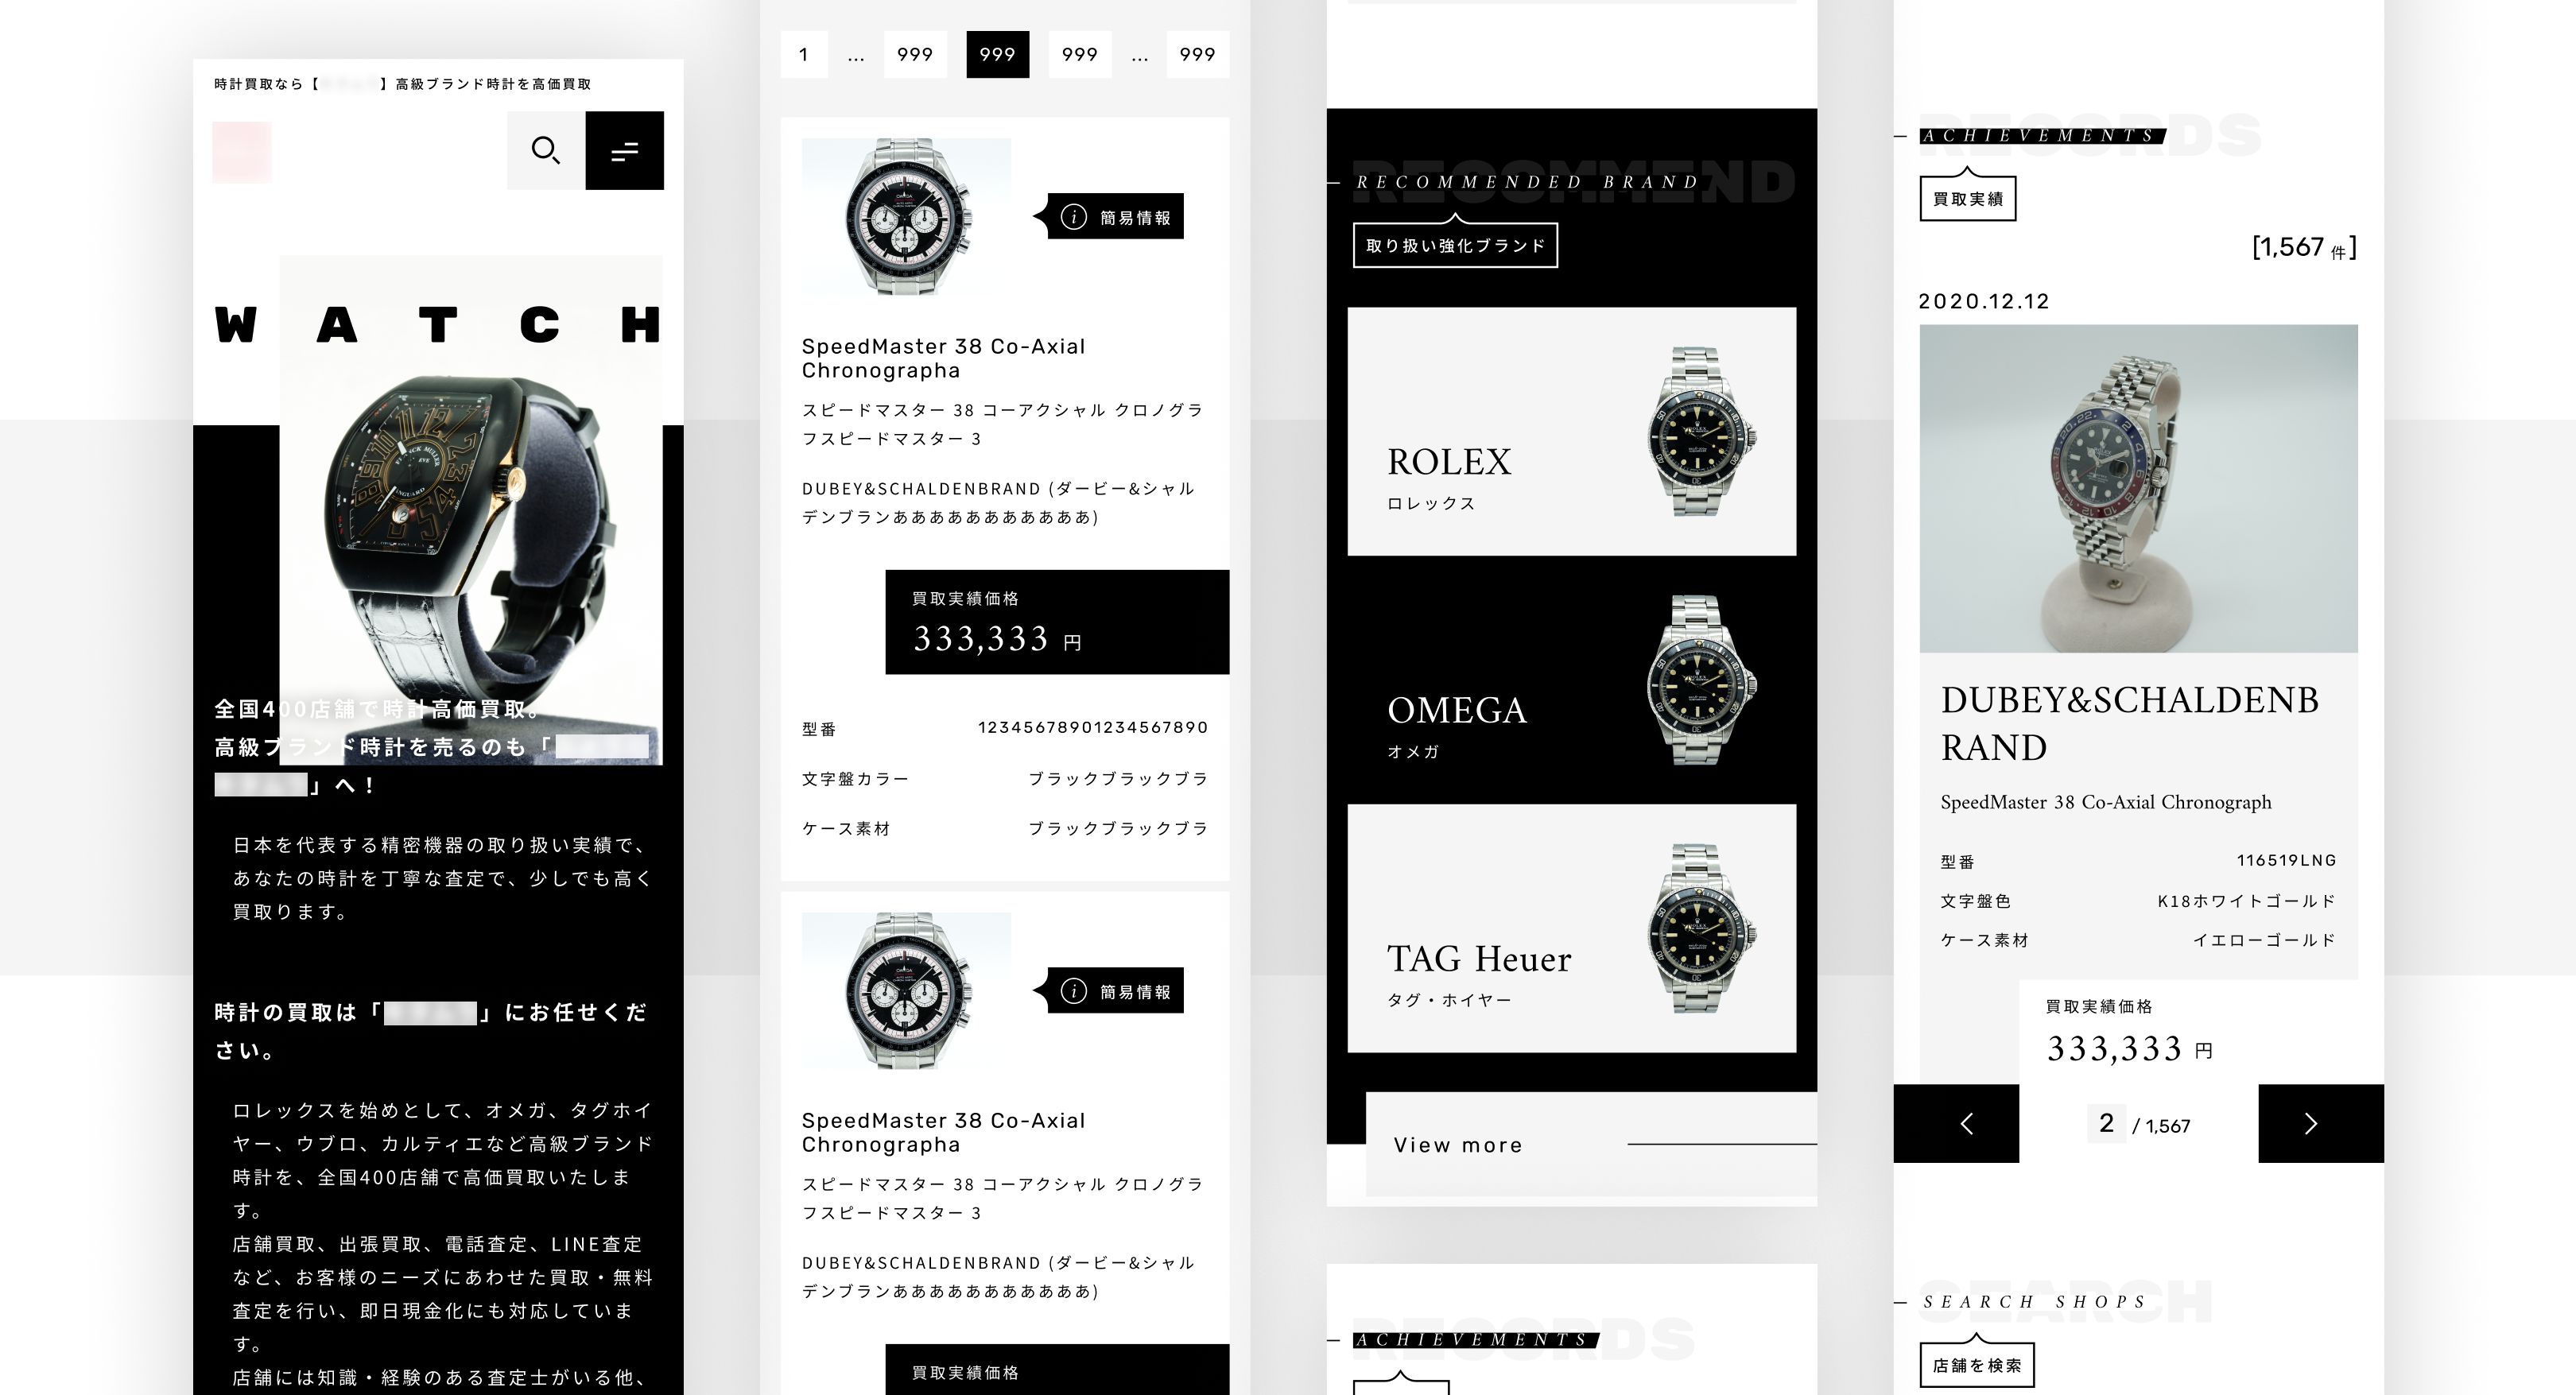 時計買取なら【】高級ブランド時計を高価買取
WATCH
全国400店舗で時計高価買取。
高級ブランド時計を売るのも「
」へ！
日本を代表する精密機器の取り扱い実績で、
あなたの時計を丁寧な査定で、少しでも高く
買取ります。
時計の買取は「」にお任せくだ
さい。
ロレックスを始めとして、オメガ、タグホイ
ヤー、ウブロ、カルティエなど高級ブランド
時計を、全国400店舗で高価買取いたしま
す。
店舗買取、出張買取、電話査定、LINE査定
など、お客様のニーズにあわせた買取・無料
査定を行い、即日現金化にも対応していま
す。
店舗には知識・経験のある査定士がいる他、
1 … 999 999 999 … 999
簡易情報
SpeedMaster 38 Co-Axial
Chronographa
スピードマスター 38 コーアクシャル クロノグラ
フスピードマスター 3
DUBEY&SCHALDENBRAND (ダービー&シャル
デンブランあああああああああああ)
買取実績価格
333,333 円
型番 12345678901234567890
文字盤カラー ブラックブラックブラ
ケース素材 ブラックブラックブラ
簡易情報
SpeedMaster 38 Co-Axial
Chronographa
スピードマスター 38 コーアクシャル クロノグラ
フスピードマスター 3
DUBEY&SCHALDENBRAND (ダービー&シャル
デンブランあああああああああああ)
買取実績価格
RECOMMEND
RECOMMENDED BRAND
取り扱い強化ブランド
ROLEX
ロレックス
OMEGA
オメガ
TAG Heuer
タグ・ホイヤー
View more
RECORDS
ACHIEVEMENTS
RECORDS
ACHIEVEMENTS
買取実績
[1,567 件]
2020.12.12
DUBEY&SCHALDENB
RAND
SpeedMaster 38 Co-Axial Chronograph
型番 116519LNG
文字盤色 K18ホワイトゴールド
ケース素材 イエローゴールド
買取実績価格
333,333 円
2 / 1,567
SEARCH
SEARCH SHOPS
店舗を検索